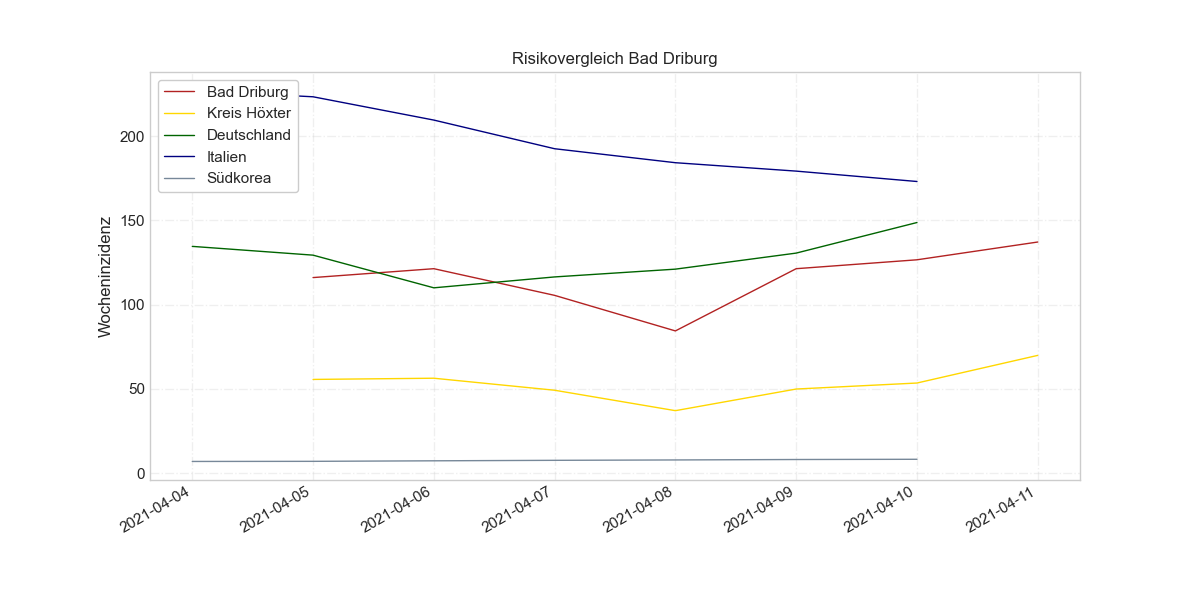 Risikovergleich Bad Driburg
Bad Driburg
Kreis Höxter
Deutschland
Italien
Südkorea
Wocheninzidenz
200
150
100
50
0
2021-04-04
2021-04-05
2021-04-06
2021-04-07
2021-04-08
2021-04-09
2021-04-10
2021-04-11